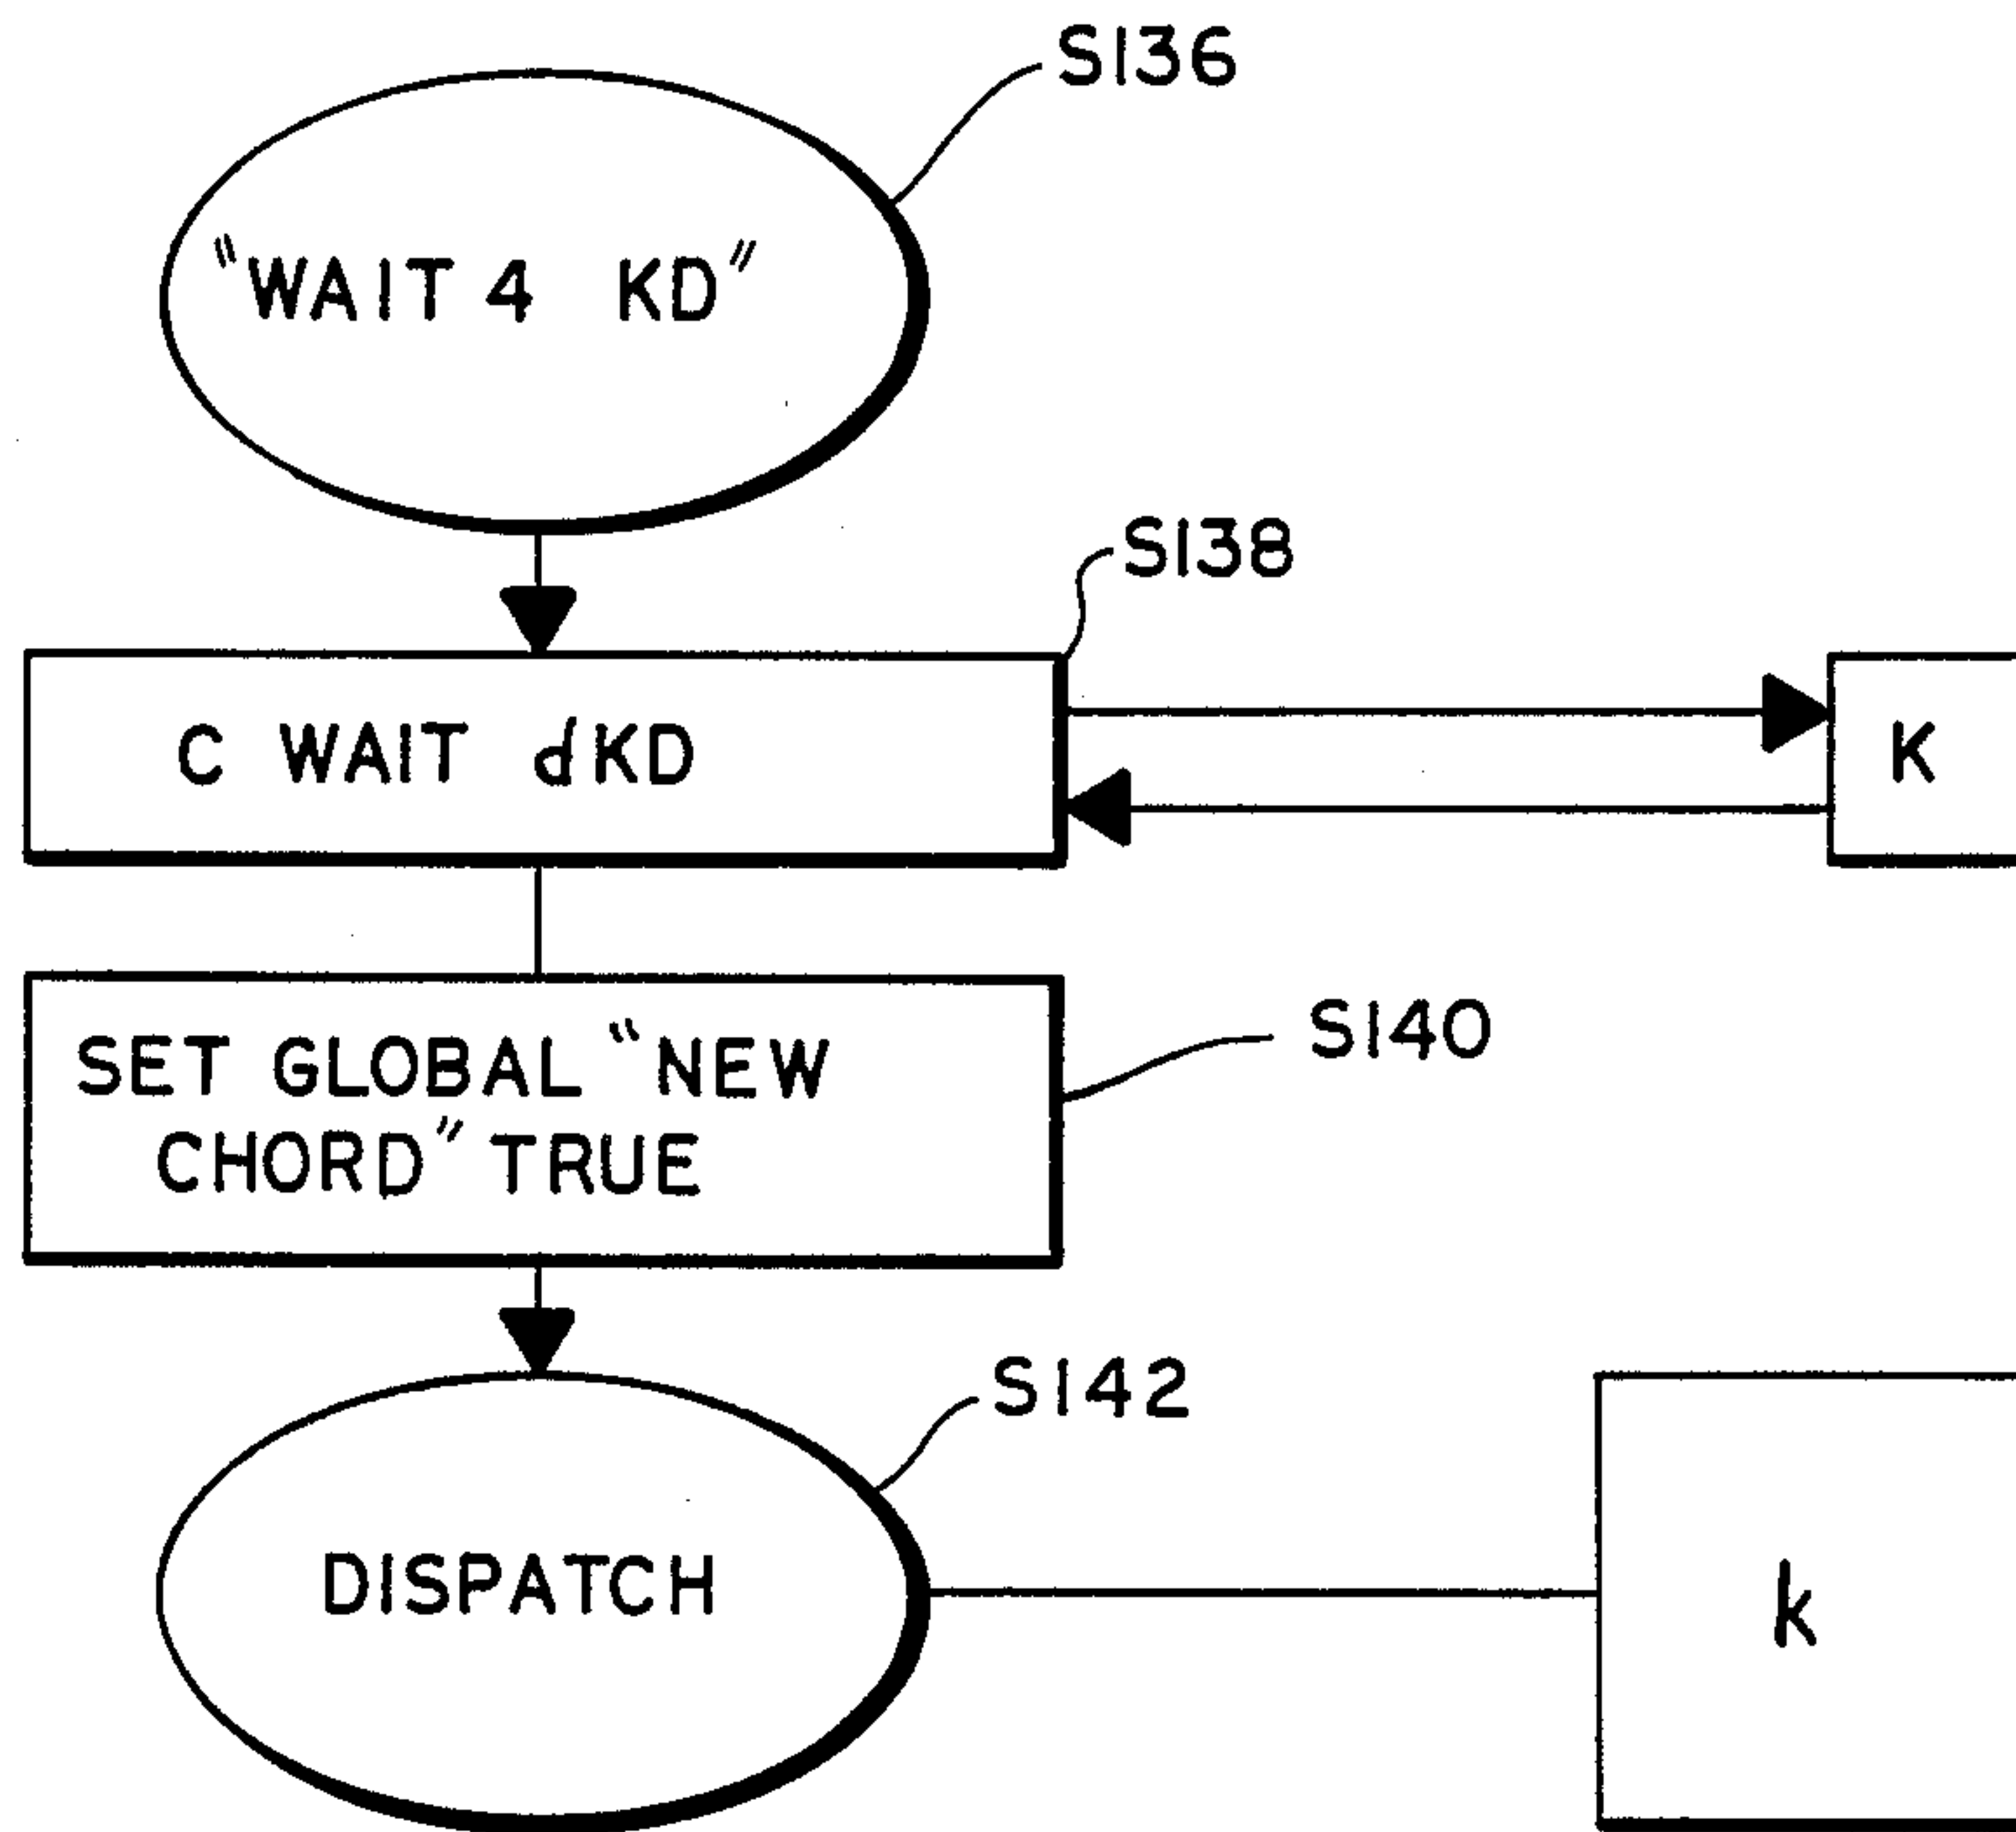 S136
"WAIT 4 KD"
S138
C WAIT dKD
K
SET GLOBAL "NEW
CHORD" TRUE
S140
S142
DISPATCH
k